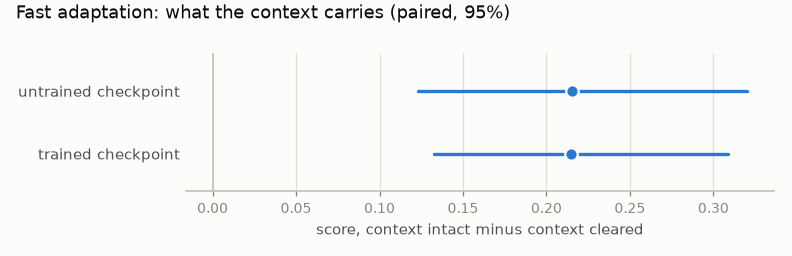 Fast adaptation: what the context carries (paired, 95%)
untrained checkpoint
trained checkpoint
0.00 0.05 0.10 0.15 0.20 0.25 0.30
score, context intact minus context cleared